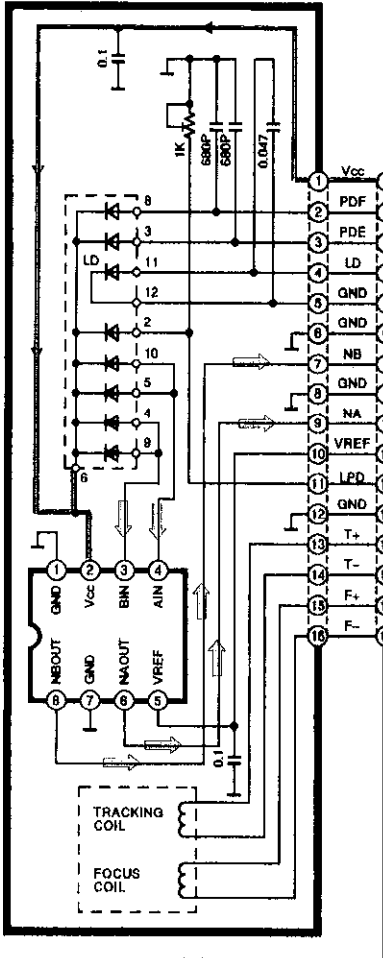 0.1
1K
680P
680P
0.047
1 Vcc
2 PDF
3 PDE
4 LD
5 GND
6 GND
7 NB
8 GND
9 NA
10 VREF
11 LPD
12 GND
13 T+
14 T-
15 F+
16 F-
8
3
LD
11
12
2
10
5
4
9
6
1 2 3 4
GND Vcc BIN AIN
NBOUT GND NAOUT VREF
8 7 6 5
0.1
TRACKING
COIL
FOCUS
COIL